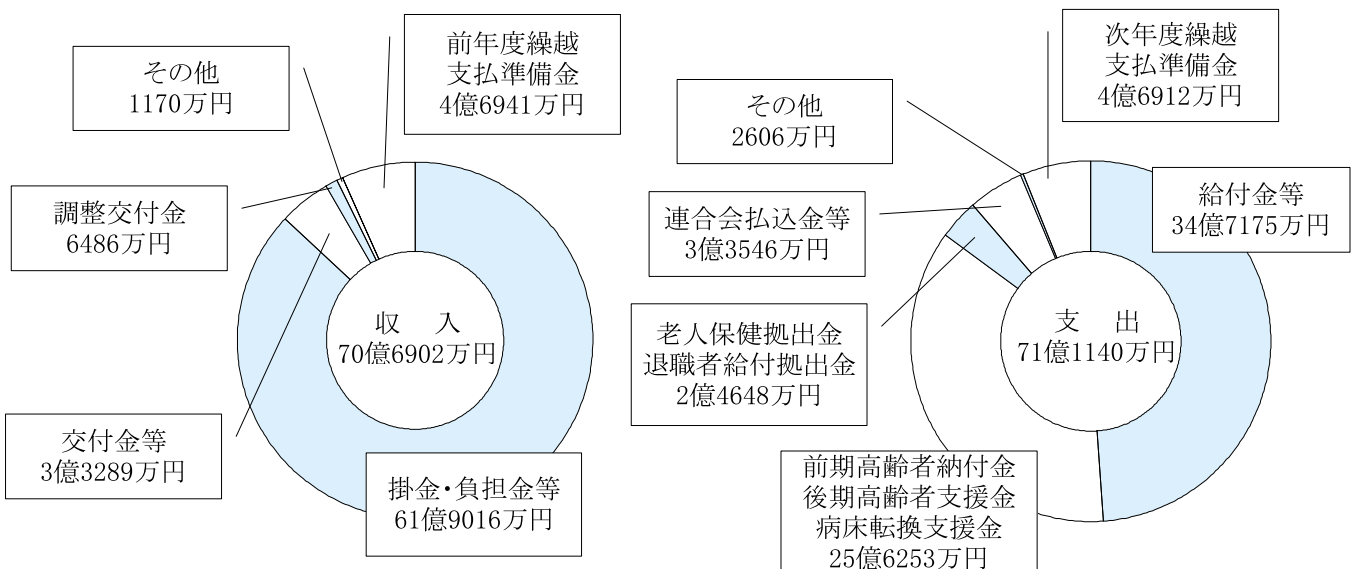 前年度繰越
支払準備金
4億6941万円
その他
1170万円
調整交付金
6486万円
収　入
70億6902万円
交付金等
3億3289万円
掛金・負担金等
61億9016万円
次年度繰越
支払準備金
4億6912万円
その他
2606万円
給付金等
34億7175万円
連合会払込金等
3億3546万円
老人保健拠出金
退職者給付拠出金
2億4648万円
支　出
71億1140万円
前期高齢者納付金
後期高齢者支援金
病床転換支援金
25億6253万円